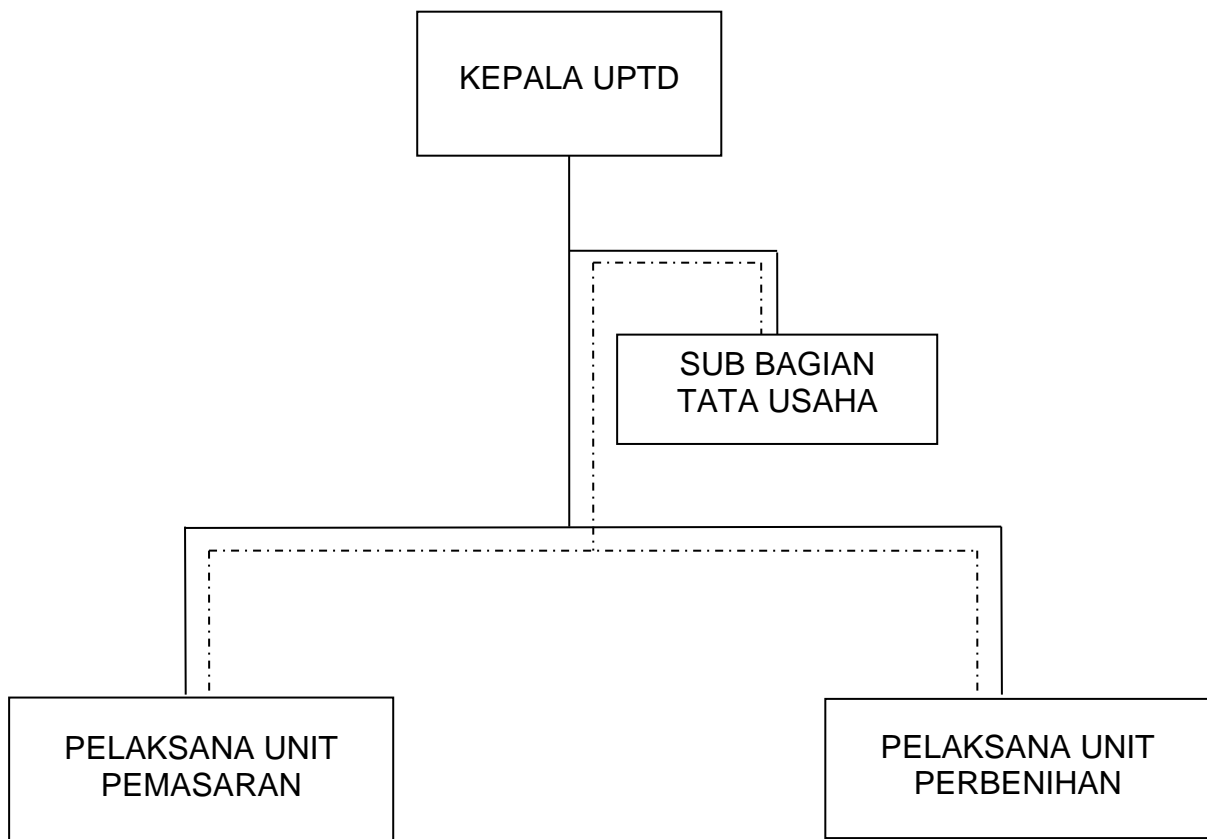 KEPALA UPTD
SUB BAGIAN
TATA USAHA
PELAKSANA UNIT
PEMASARAN
PELAKSANA UNIT
PERBENIHAN